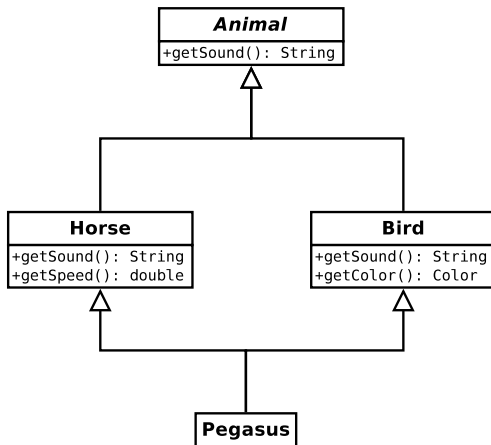 Animal
+getSound(): String
Horse
+getSound(): String
+getSpeed(): double
Bird
+getSound(): String
+getColor(): Color
Pegasus